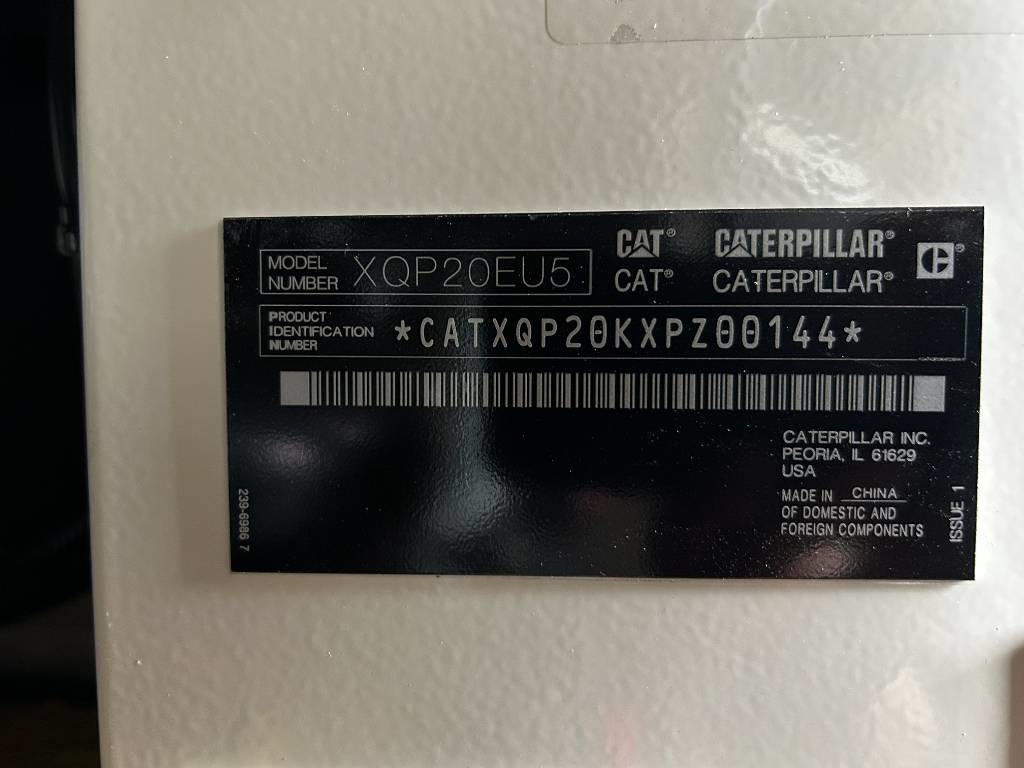 MODEL NUMBER XQP20EU5
CAT® CATERPILLAR® ®
CAT® CATERPILLAR®
PRODUCT
IDENTIFICATION
NUMBER
*CATXQP20KXPZ00144*
CATERPILLAR INC.
PEORIA, IL 61629
USA
MADE IN CHINA
OF DOMESTIC AND
FOREIGN COMPONENTS
239-6986 7
ISSUE 1